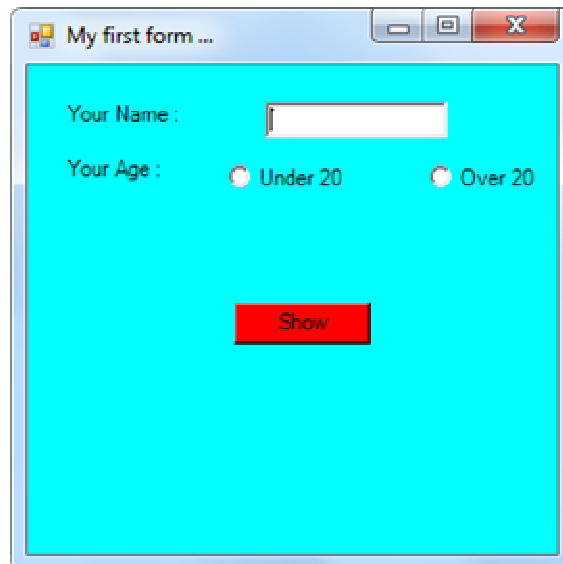 My first form ...
Your Name :
Your Age :
Under 20
Over 20
Show